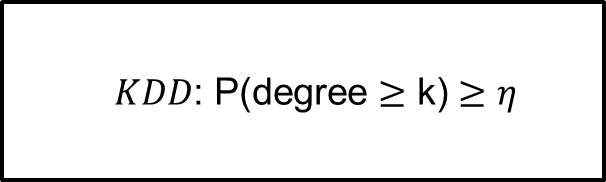 KDD: P(degree ≥ k) ≥ η